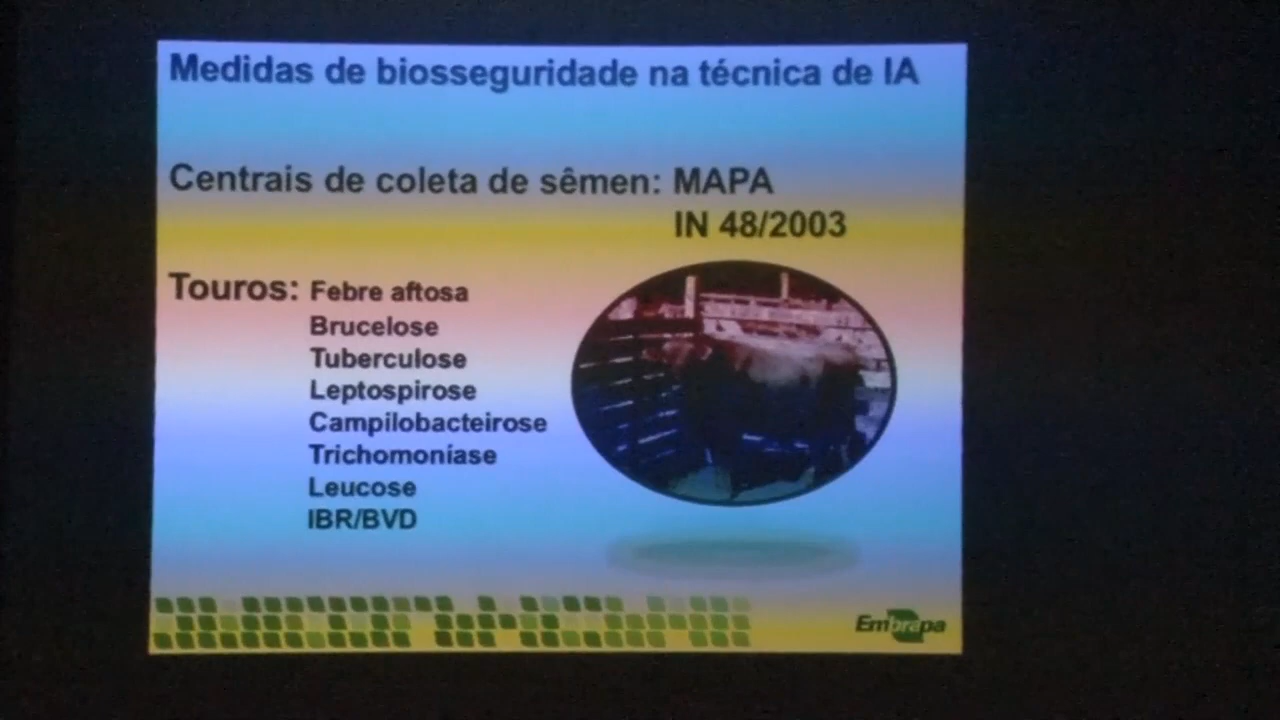 Medidas de biosseguridade na técnica de IA
Centrais de coleta de sêmen: MAPA
IN 48/2003
Touros: Febre aftosa
Brucelose
Tuberculose
Leptospirose
Campilobacteirose
Trichomoníase
Leucose
IBR/BVD
Embrapa